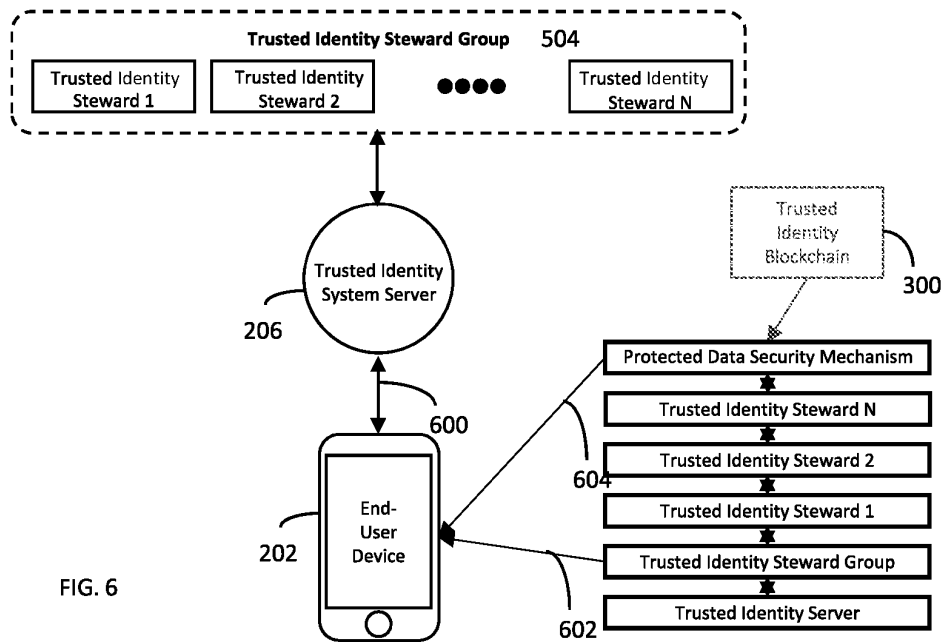 Trusted Identity Steward Group 504
Trusted Identity
Steward 1
Trusted Identity
Steward 2
Trusted Identity
Steward N
Trusted Identity
System Server
206
Trusted
Identity
Blockchain
300
600
End-
User
Device
202
604
602
Protected Data Security Mechanism
Trusted Identity Steward N
Trusted Identity Steward 2
Trusted Identity Steward 1
Trusted Identity Steward Group
Trusted Identity Server
FIG. 6